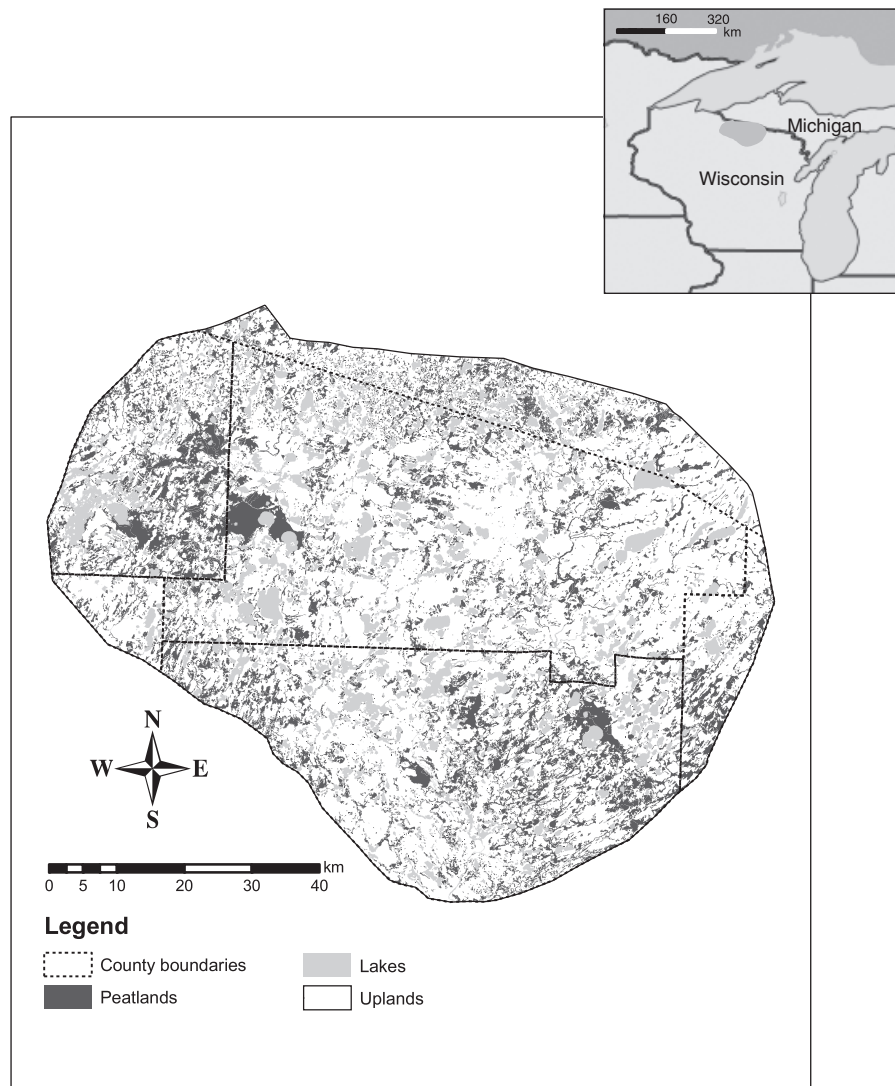 160 320
km
Michigan
Wisconsin
N
W E
S
km
0 5 10 20 30 40
Legend
County boundaries
Lakes
Peatlands
Uplands